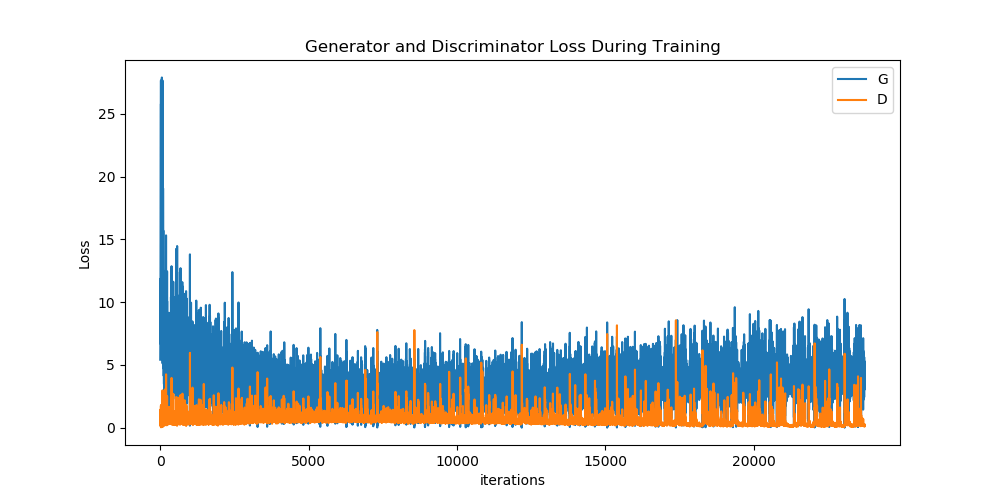 Generator and Discriminator Loss During Training
G
D
25
20
15
10
5
0
Loss
0 5000 10000 15000 20000
iterations